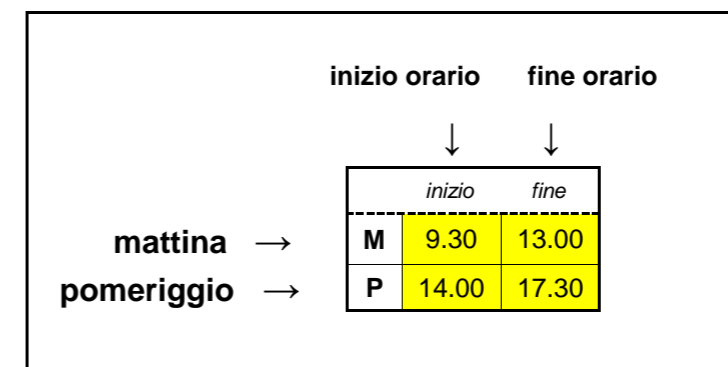 inizio orario fine orario
↓ ↓
inizio fine
mattina → M 9.30 13.00
pomeriggio → P 14.00 17.30